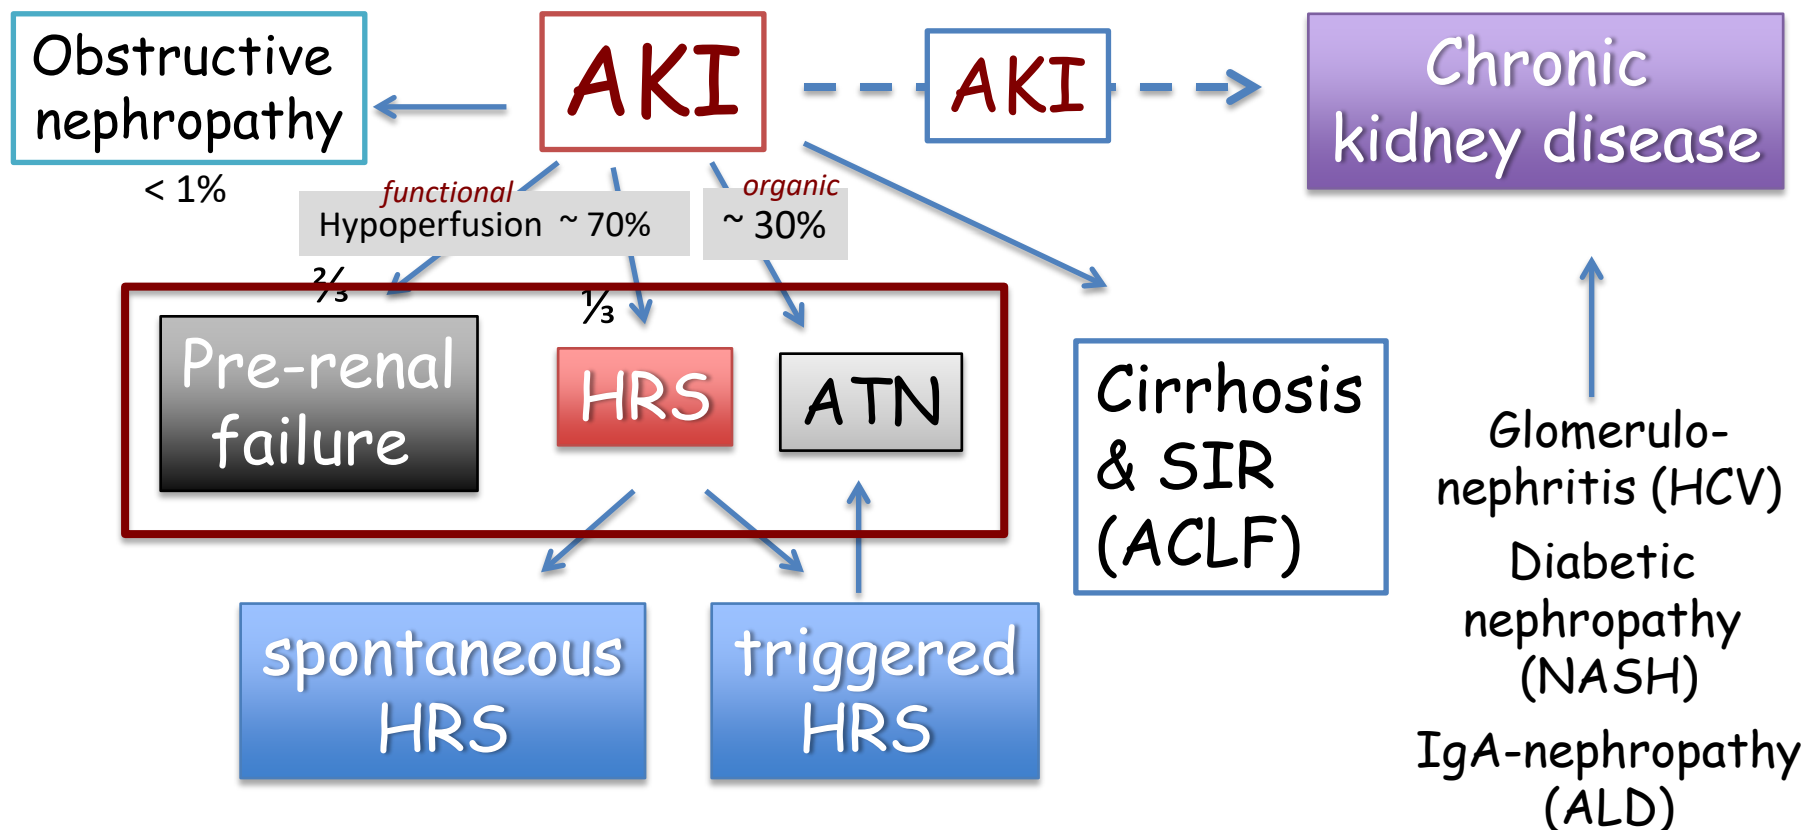 Obstructive
nephropathy
< 1%
AKI
AKI
Chronic
kidney disease
functional
Hypoperfusion ~ 70%
organic
~ 30%
⅔
⅓
Pre-renal
failure
HRS
ATN
Cirrhosis
& SIR
(ACLF)
spontaneous
HRS
triggered
HRS
Glomerulo-
nephritis (HCV)
Diabetic
nephropathy
(NASH)
IgA-nephropathy
(ALD)